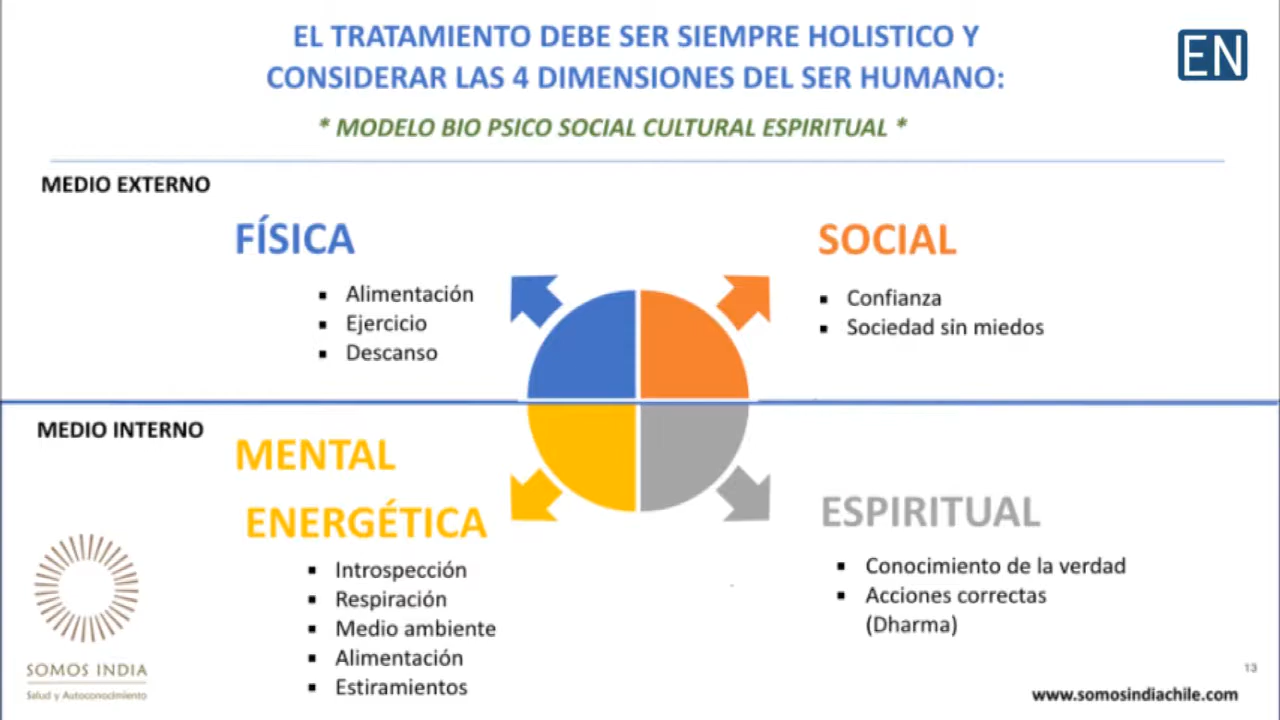 EL TRATAMIENTO DEBE SER SIEMPRE HOLISTICO Y
CONSIDERAR LAS 4 DIMENSIONES DEL SER HUMANO:
EN
* MODELO BIO PSICO SOCIAL CULTURAL ESPIRITUAL *
MEDIO EXTERNO
FÍSICA
▪ Alimentación
▪ Ejercicio
▪ Descanso
SOCIAL
▪ Confianza
▪ Sociedad sin miedos
MEDIO INTERNO
MENTAL
ENERGÉTICA
▪ Introspección
▪ Respiración
▪ Medio ambiente
▪ Alimentación
▪ Estiramientos
ESPIRITUAL
▪ Conocimiento de la verdad
▪ Acciones correctas
(Dharma)
SOMOS INDIA
Salud y Autoconocimiento
13
www.somosindiachile.com